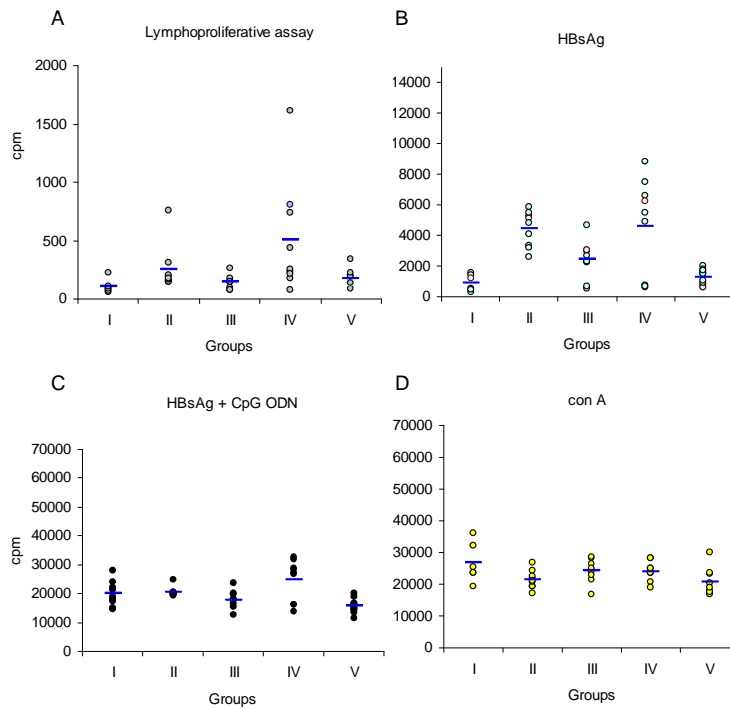 A
Lymphoproliferative assay
2000
1500
1000
500
0
cpm
I II III IV V
Groups
B
HBsAg
14000
12000
10000
8000
6000
4000
2000
0
I II III IV V
Groups
C
HBsAg + CpG ODN
70000
60000
50000
40000
30000
20000
10000
0
cpm
I II III IV V
Groups
D
con A
70000
60000
50000
40000
30000
20000
10000
0
I II III IV V
Groups